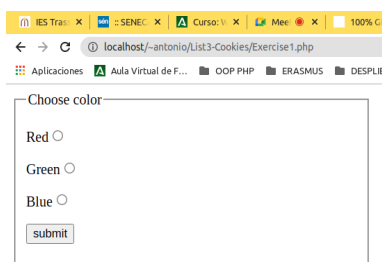 IES Tras :: SENEC Curso: V Mee 100% G
localhost/~antonio/List3-Cookies/Exercise1.php
Aplicaciones Aula Virtual de F... OOP PHP ERASMUS DESPLIE
Choose color
Red
Green
Blue
submit